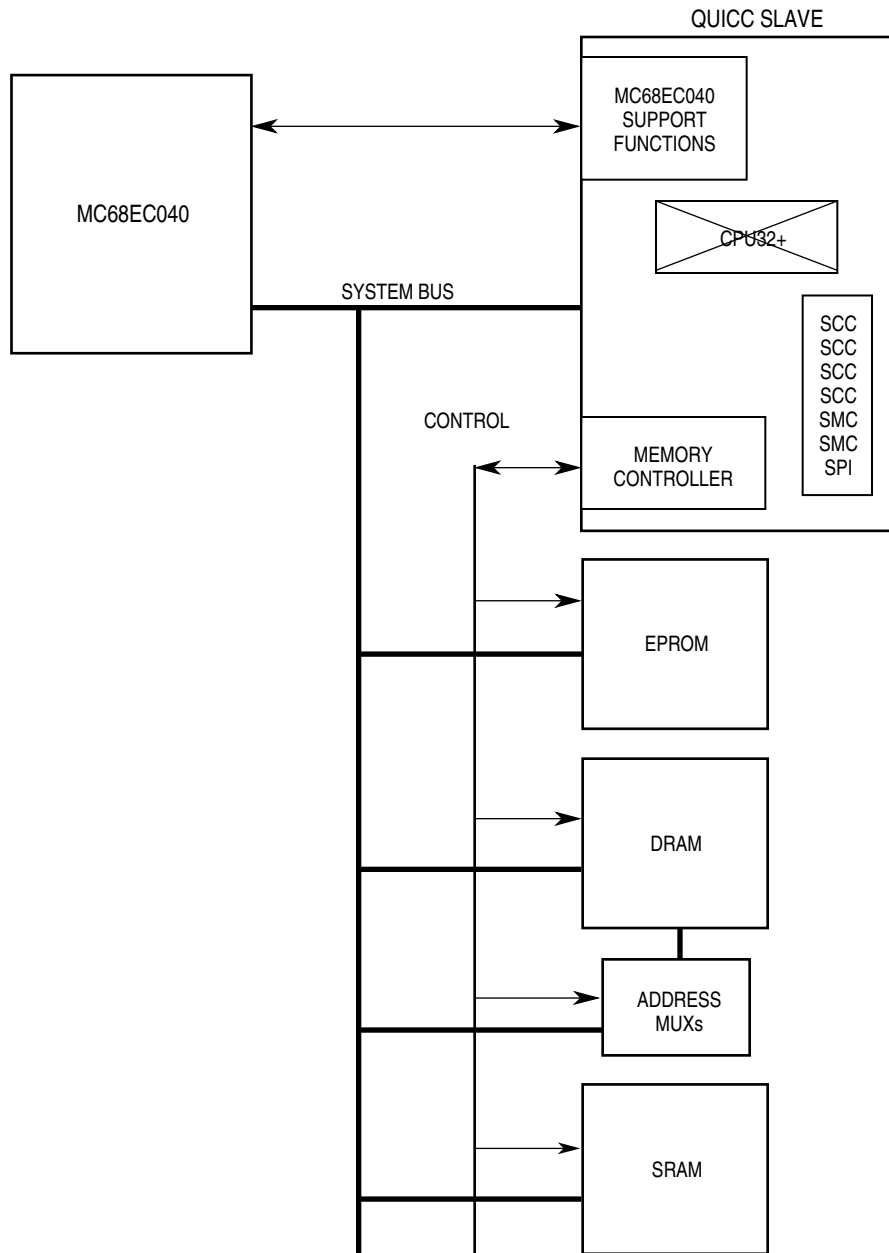 QUICC SLAVE
MC68EC040
SUPPORT
FUNCTIONS
MC68EC040
CPU32+
SYSTEM BUS
SCC
SCC
SCC
SCC
SMC
SMC
SPI
CONTROL
MEMORY
CONTROLLER
EPROM
DRAM
ADDRESS
MUXs
SRAM